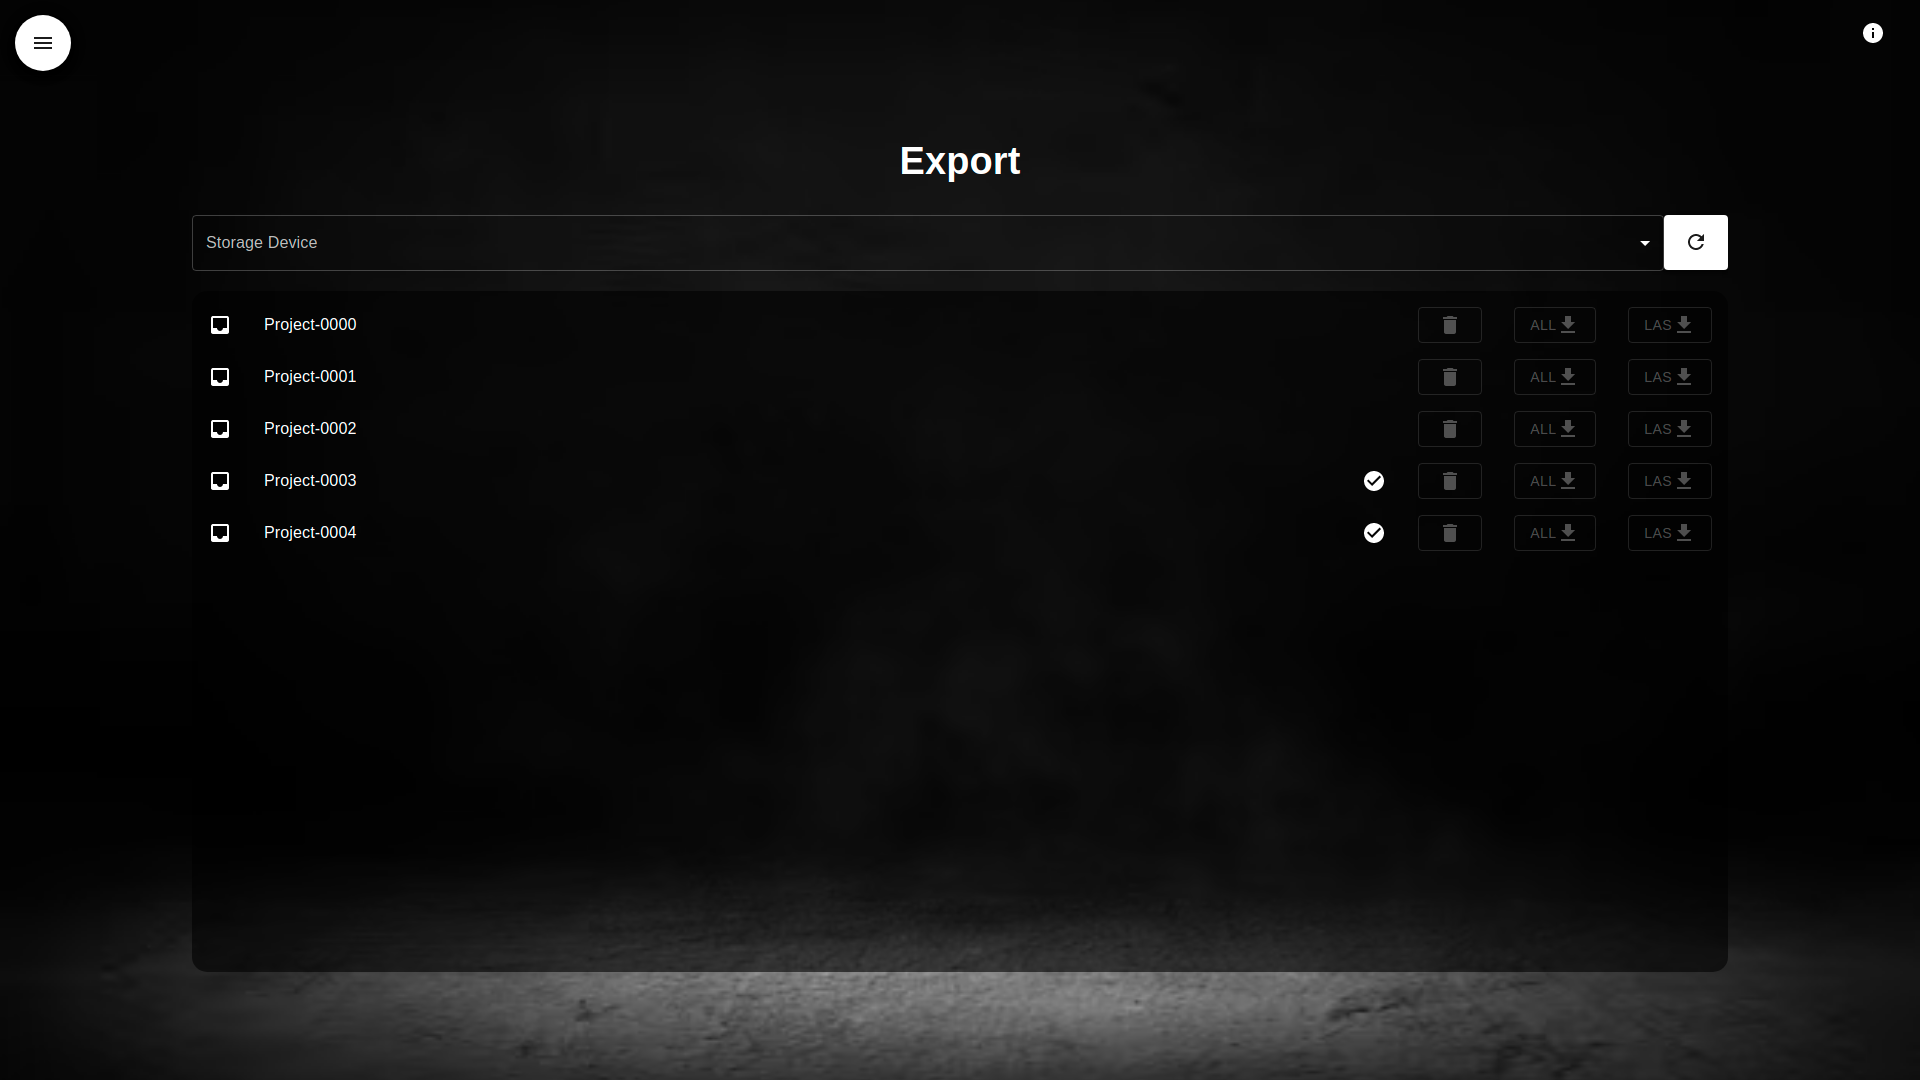 Export
Storage Device
Project-0000 ALL LAS
Project-0001 ALL LAS
Project-0002 ALL LAS
Project-0003 ALL LAS
Project-0004 ALL LAS